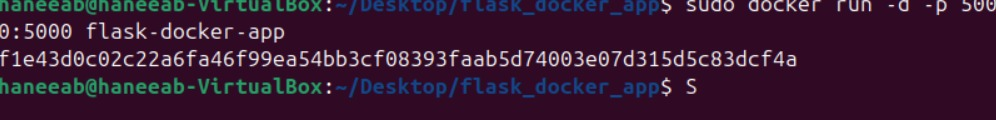 haneeab@haneeab-VirtualBox:~/Desktop/flask_docker_app$ sudo docker run -d -p 500
0:5000 flask-docker-app
f1e43d0c02c22a6fa46f99ea54bb3cf08393faab5d74003e07d315d5c83dcf4a
haneeab@haneeab-VirtualBox:~/Desktop/flask_docker_app$ S